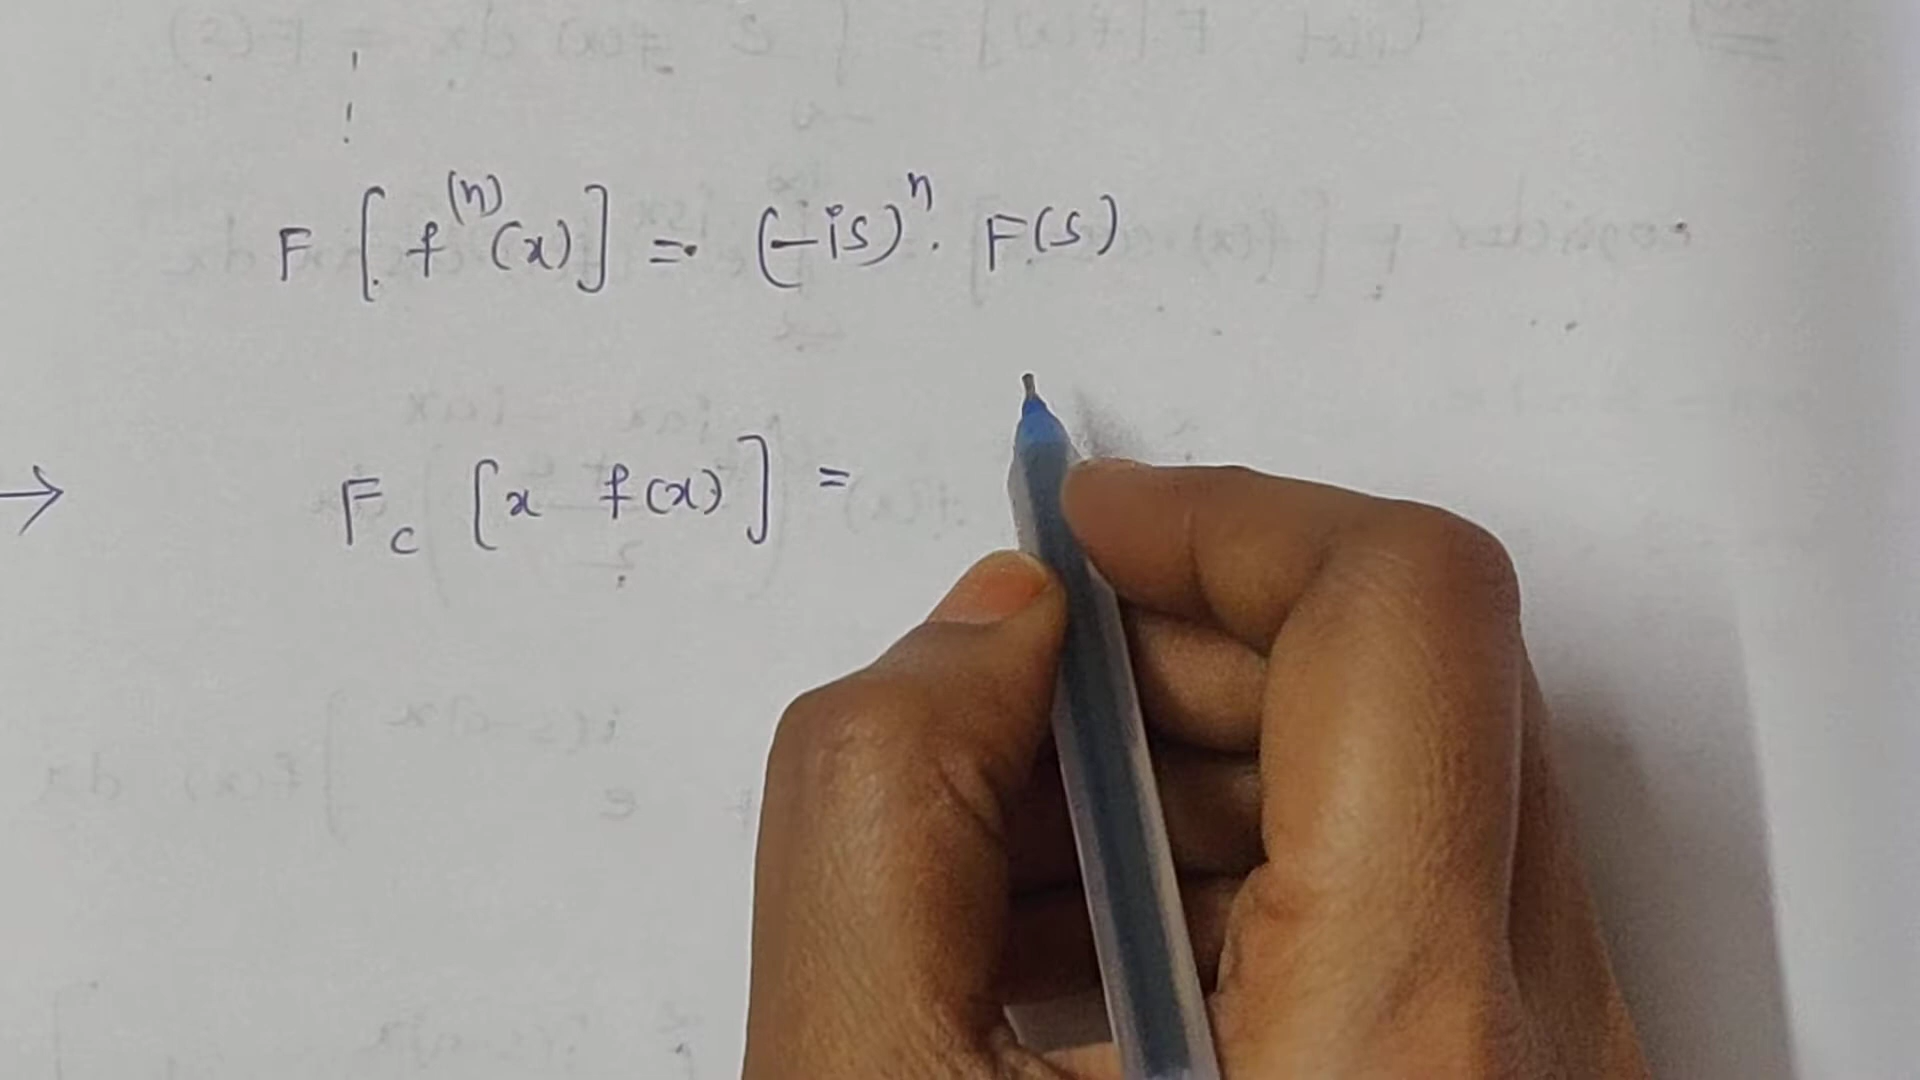 F [ f^(n) (x) ] = (-is)^n . F(s)
→ F_c [ x f(x) ] =